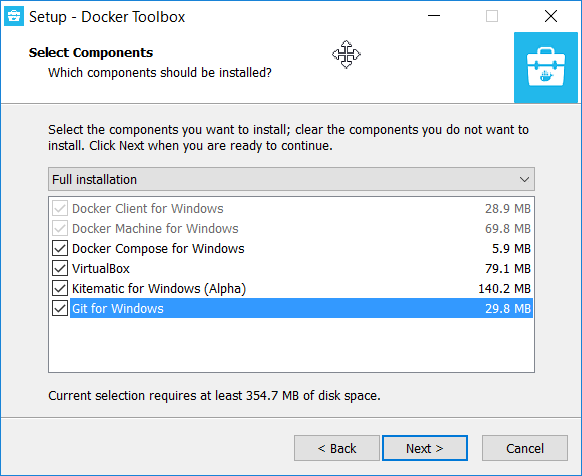 Setup - Docker Toolbox
Select Components
Which components should be installed?
Select the components you want to install; clear the components you do not want to
install. Click Next when you are ready to continue.
Full installation
Docker Client for Windows 28.9 MB
Docker Machine for Windows 69.8 MB
Docker Compose for Windows 5.9 MB
VirtualBox 79.1 MB
Kitematic for Windows (Alpha) 140.2 MB
Git for Windows 29.8 MB
Current selection requires at least 354.7 MB of disk space.
< Back Next > Cancel